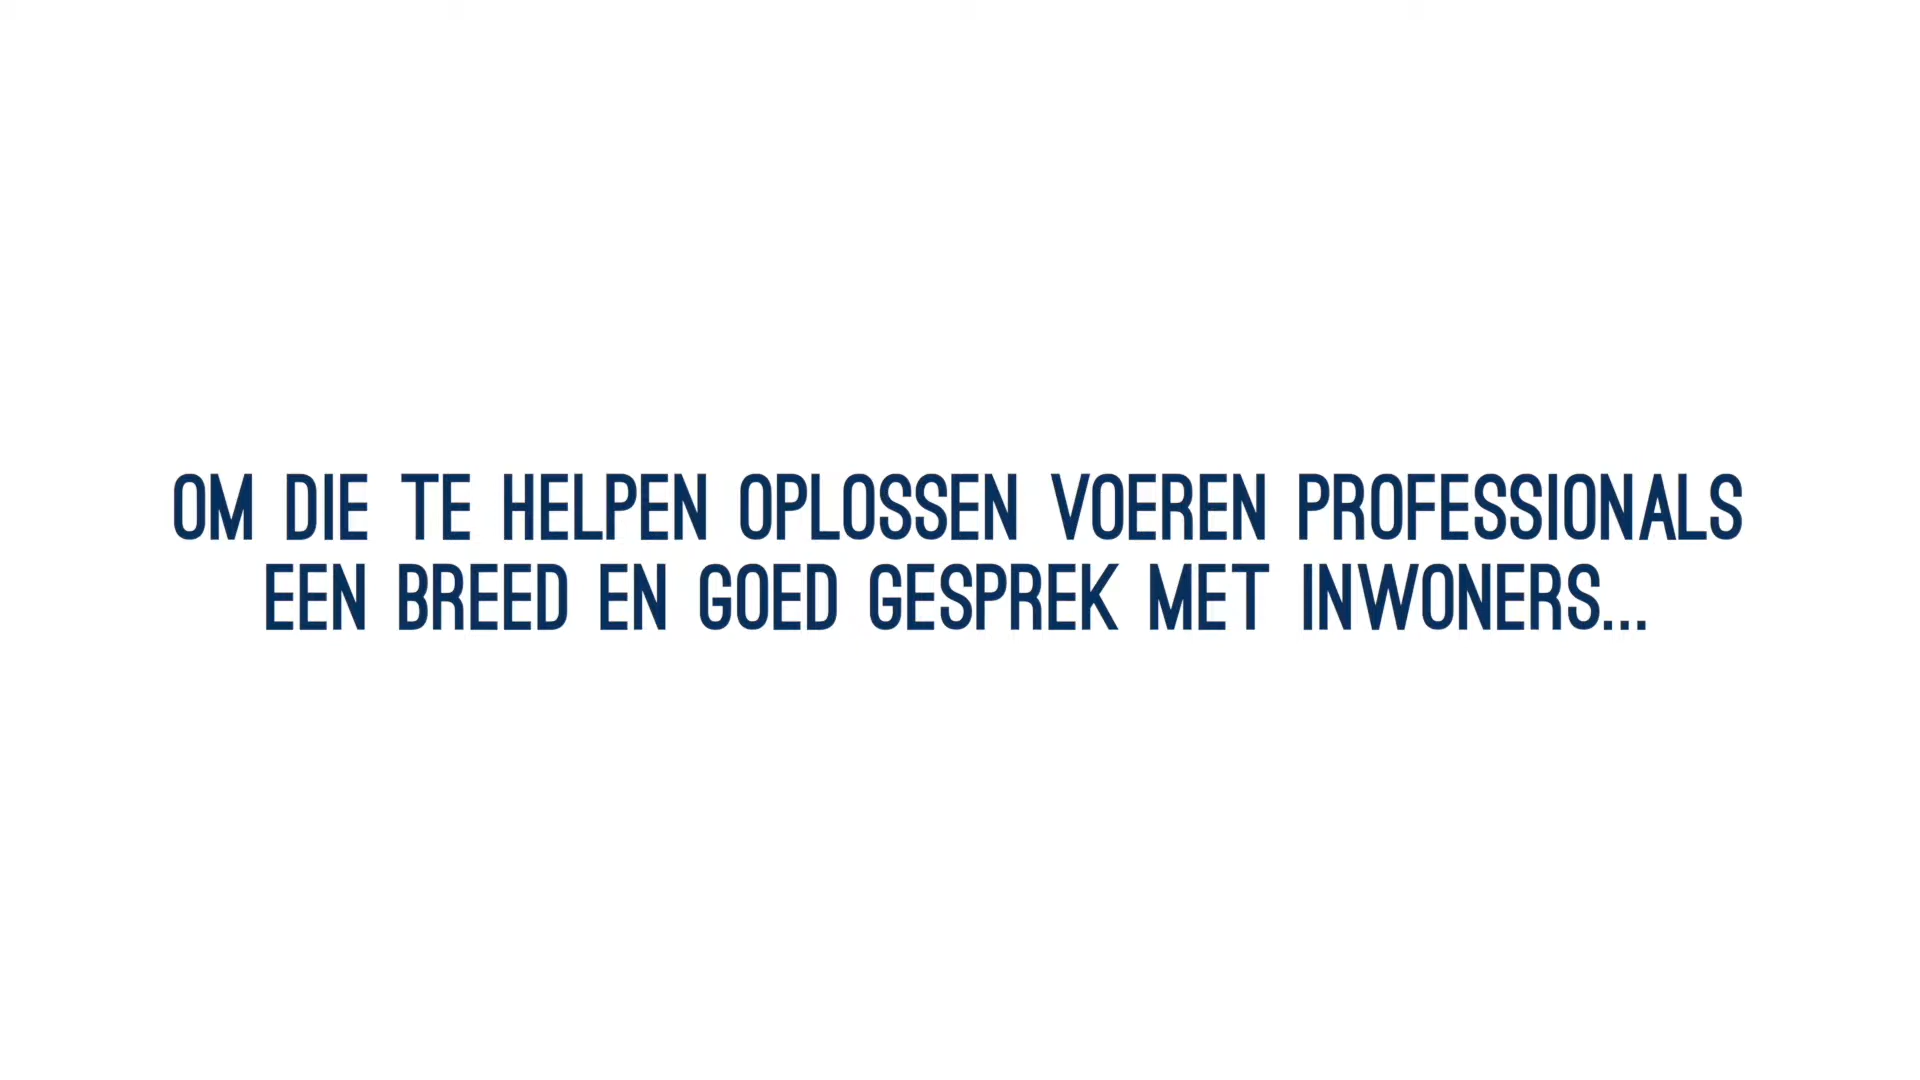 OM DIE TE HELPEN OPLOSSEN VOEREN PROFESSIONALS
EEN BREED EN GOED GESPREK MET INWONERS...